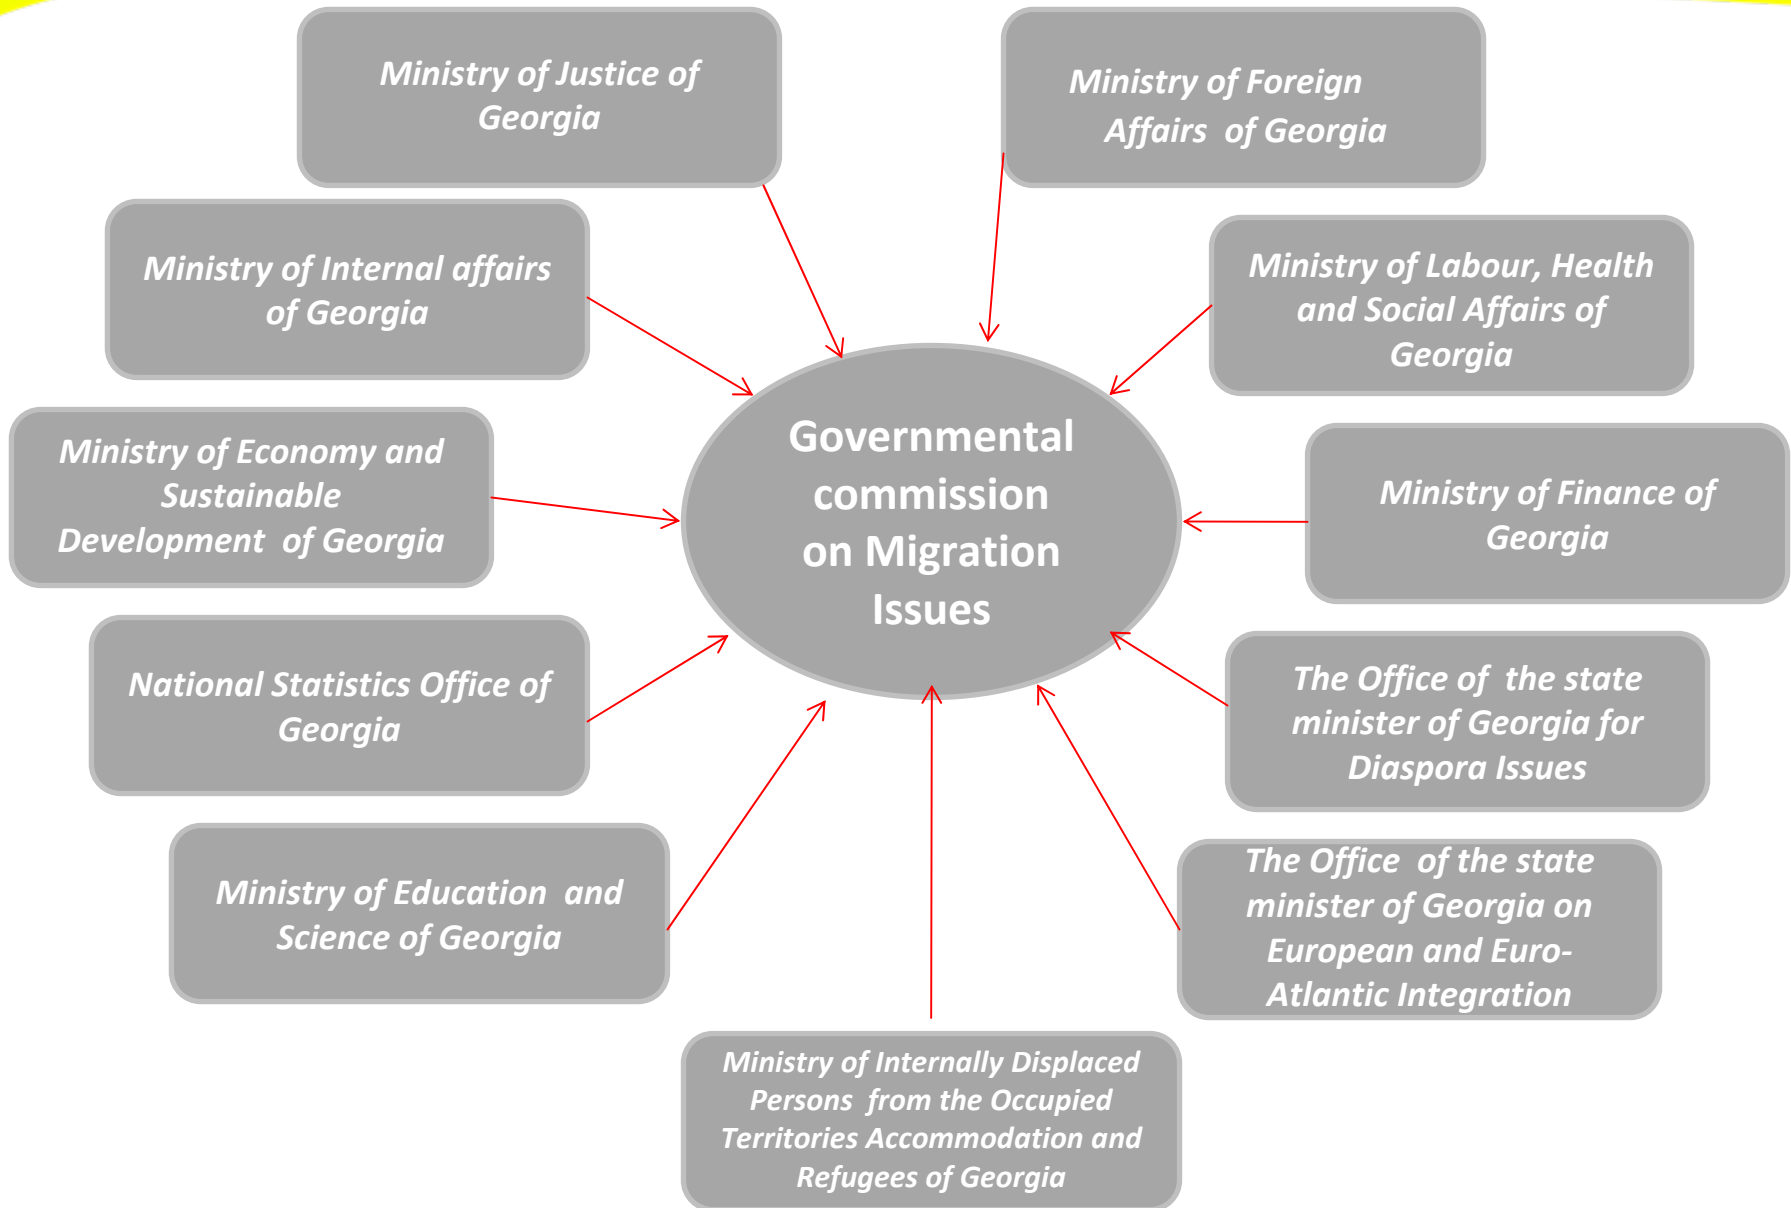 Ministry of Justice of
Georgia
Ministry of Foreign
Affairs of Georgia
Ministry of Internal affairs
of Georgia
Ministry of Labour, Health
and Social Affairs of
Georgia
Ministry of Economy and
Sustainable
Development of Georgia
Governmental
commission
on Migration
Issues
Ministry of Finance of
Georgia
National Statistics Office of
Georgia
The Office of the state
minister of Georgia for
Diaspora Issues
Ministry of Education and
Science of Georgia
The Office of the state
minister of Georgia on
European and Euro-
Atlantic Integration
Ministry of Internally Displaced
Persons from the Occupied
Territories Accommodation and
Refugees of Georgia